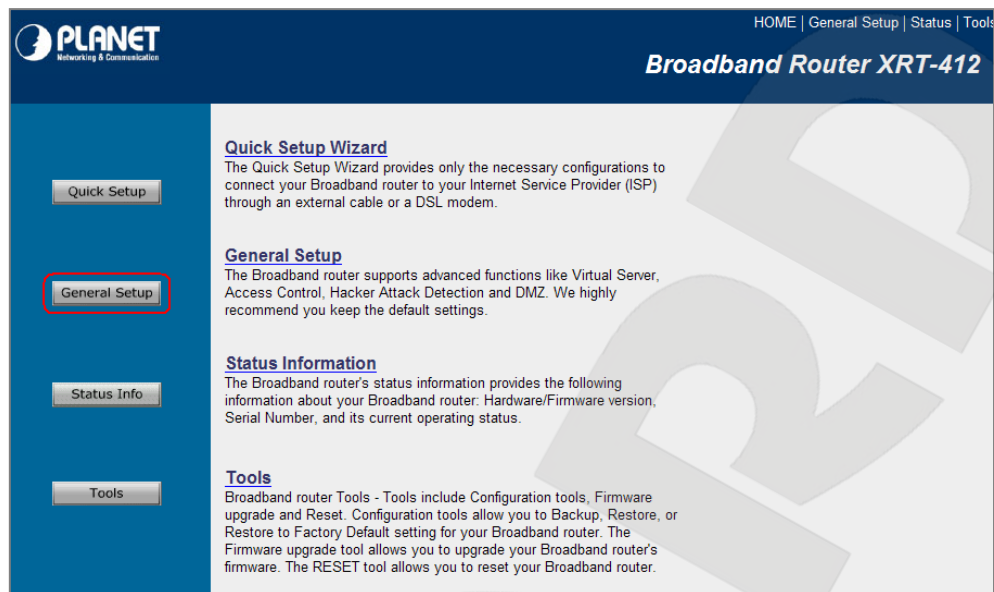 PLANET
Networking & Communication
HOME | General Setup | Status | Tools
Broadband Router XRT-412
Quick Setup
General Setup
Status Info
Tools
Quick Setup Wizard
The Quick Setup Wizard provides only the necessary configurations to
connect your Broadband router to your Internet Service Provider (ISP)
through an external cable or a DSL modem.
General Setup
The Broadband router supports advanced functions like Virtual Server,
Access Control, Hacker Attack Detection and DMZ. We highly
recommend you keep the default settings.
Status Information
The Broadband router's status information provides the following
information about your Broadband router: Hardware/Firmware version,
Serial Number, and its current operating status.
Tools
Broadband router Tools - Tools include Configuration tools, Firmware
upgrade and Reset. Configuration tools allow you to Backup, Restore, or
Restore to Factory Default setting for your Broadband router. The
Firmware upgrade tool allows you to upgrade your Broadband router's
firmware. The RESET tool allows you to reset your Broadband router.